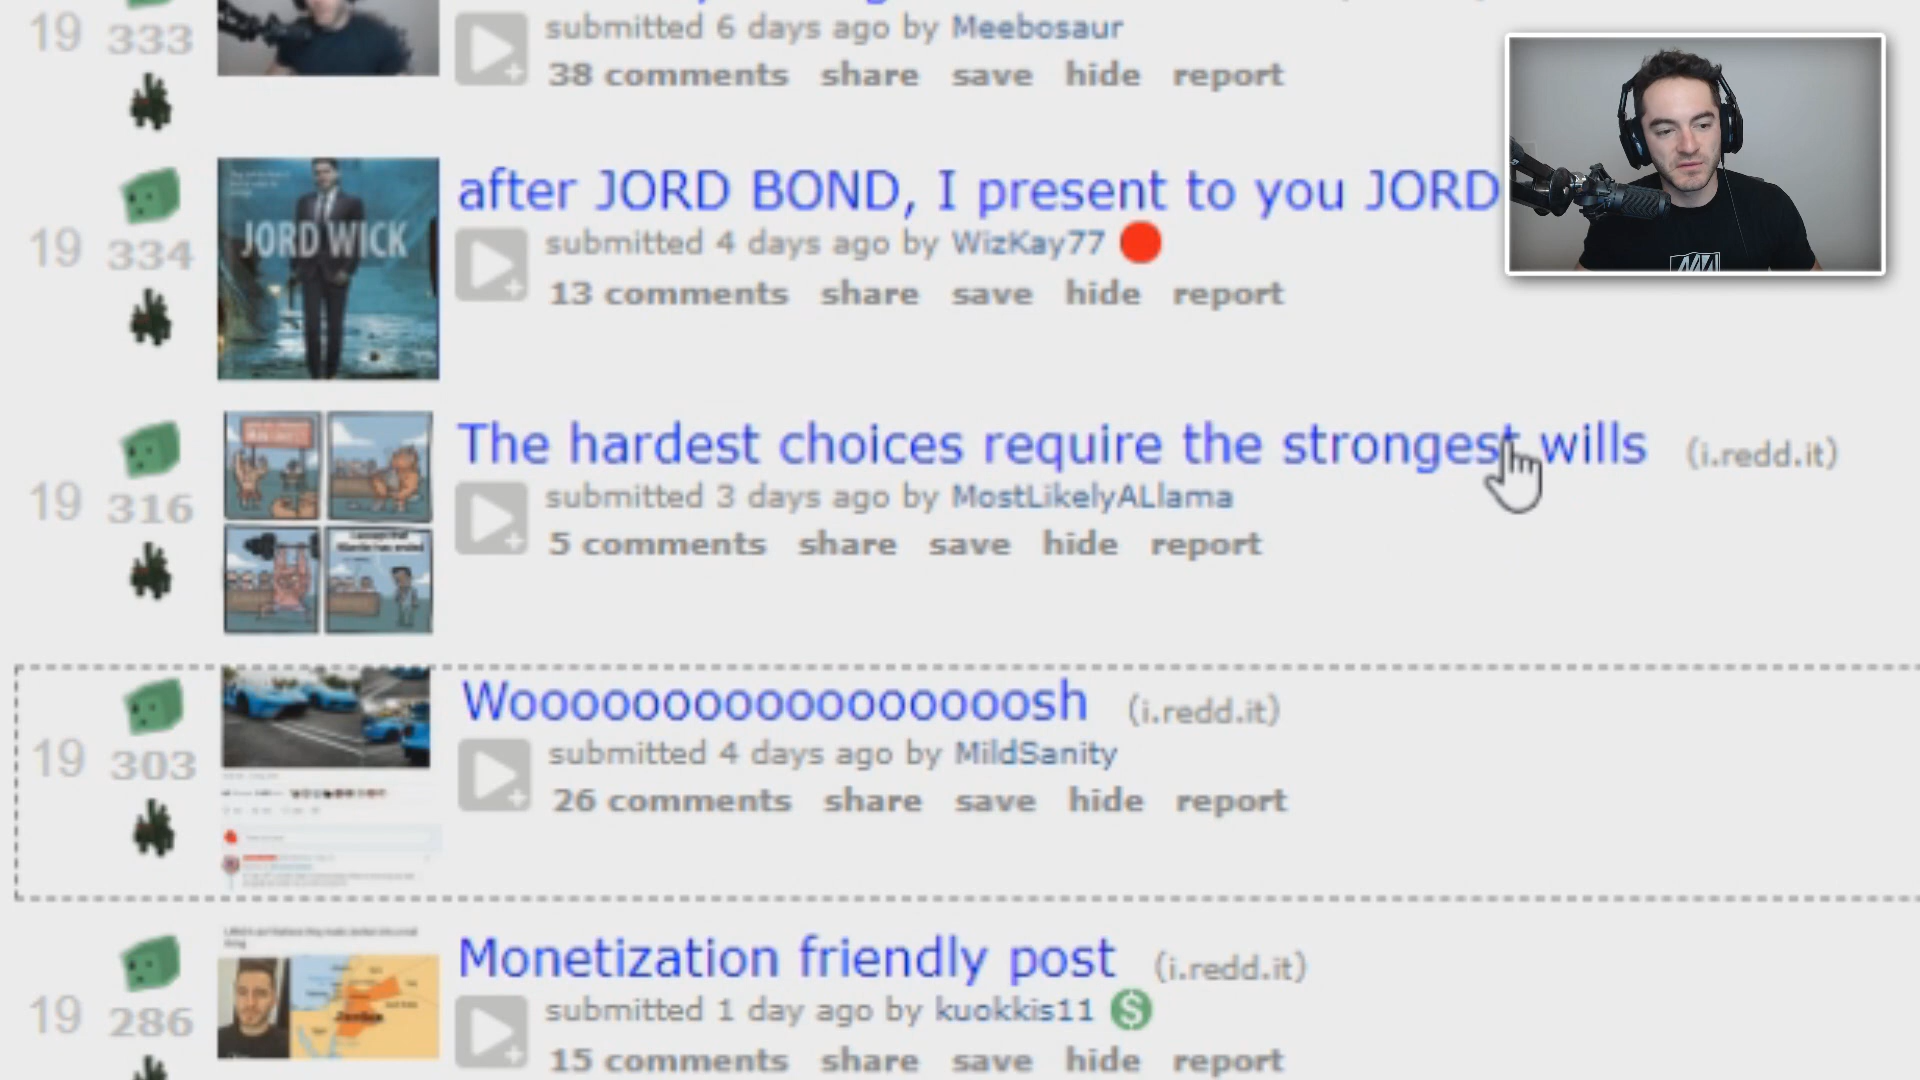 19 333
submitted 6 days ago by Meebosaur
38 comments share save hide report
JORD WICK
after JORD BOND, I present to you JORD
submitted 4 days ago by WizKay77
19 334
13 comments share save hide report
The hardest choices require the strongest wills (i.redd.it)
submitted 3 days ago by MostLikelyALlama
19 316
5 comments share save hide report
Wooooooooooooooooosh (i.redd.it)
submitted 4 days ago by MildSanity
19 303
26 comments share save hide report
Monetization friendly post (i.redd.it)
submitted 1 day ago by kuokkis11 $
19 286
Jordan
15 comments share save hide report